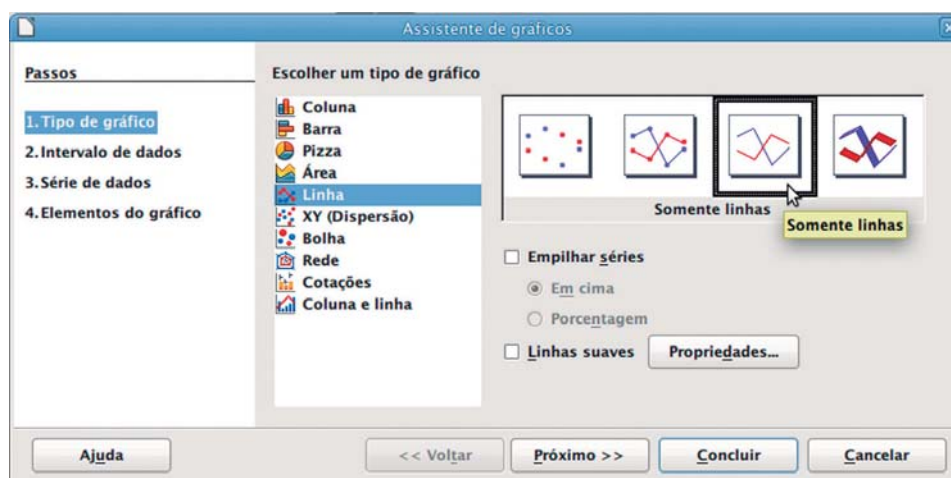 Assistente de gráficos
Passos
1.Tipo de gráfico
2.Intervalo de dados
3.Série de dados
4.Elementos do gráfico
Escolher um tipo de gráfico
Coluna
Barra
Pizza
Área
Linha
XY (Dispersão)
Bolha
Rede
Cotações
Coluna e linha
Somente linhas
Somente linhas
Empilhar séries
Em cima
Porcentagem
Linhas suaves
Propriedades...
Ajuda
<< Voltar
Próximo >>
Concluir
Cancelar